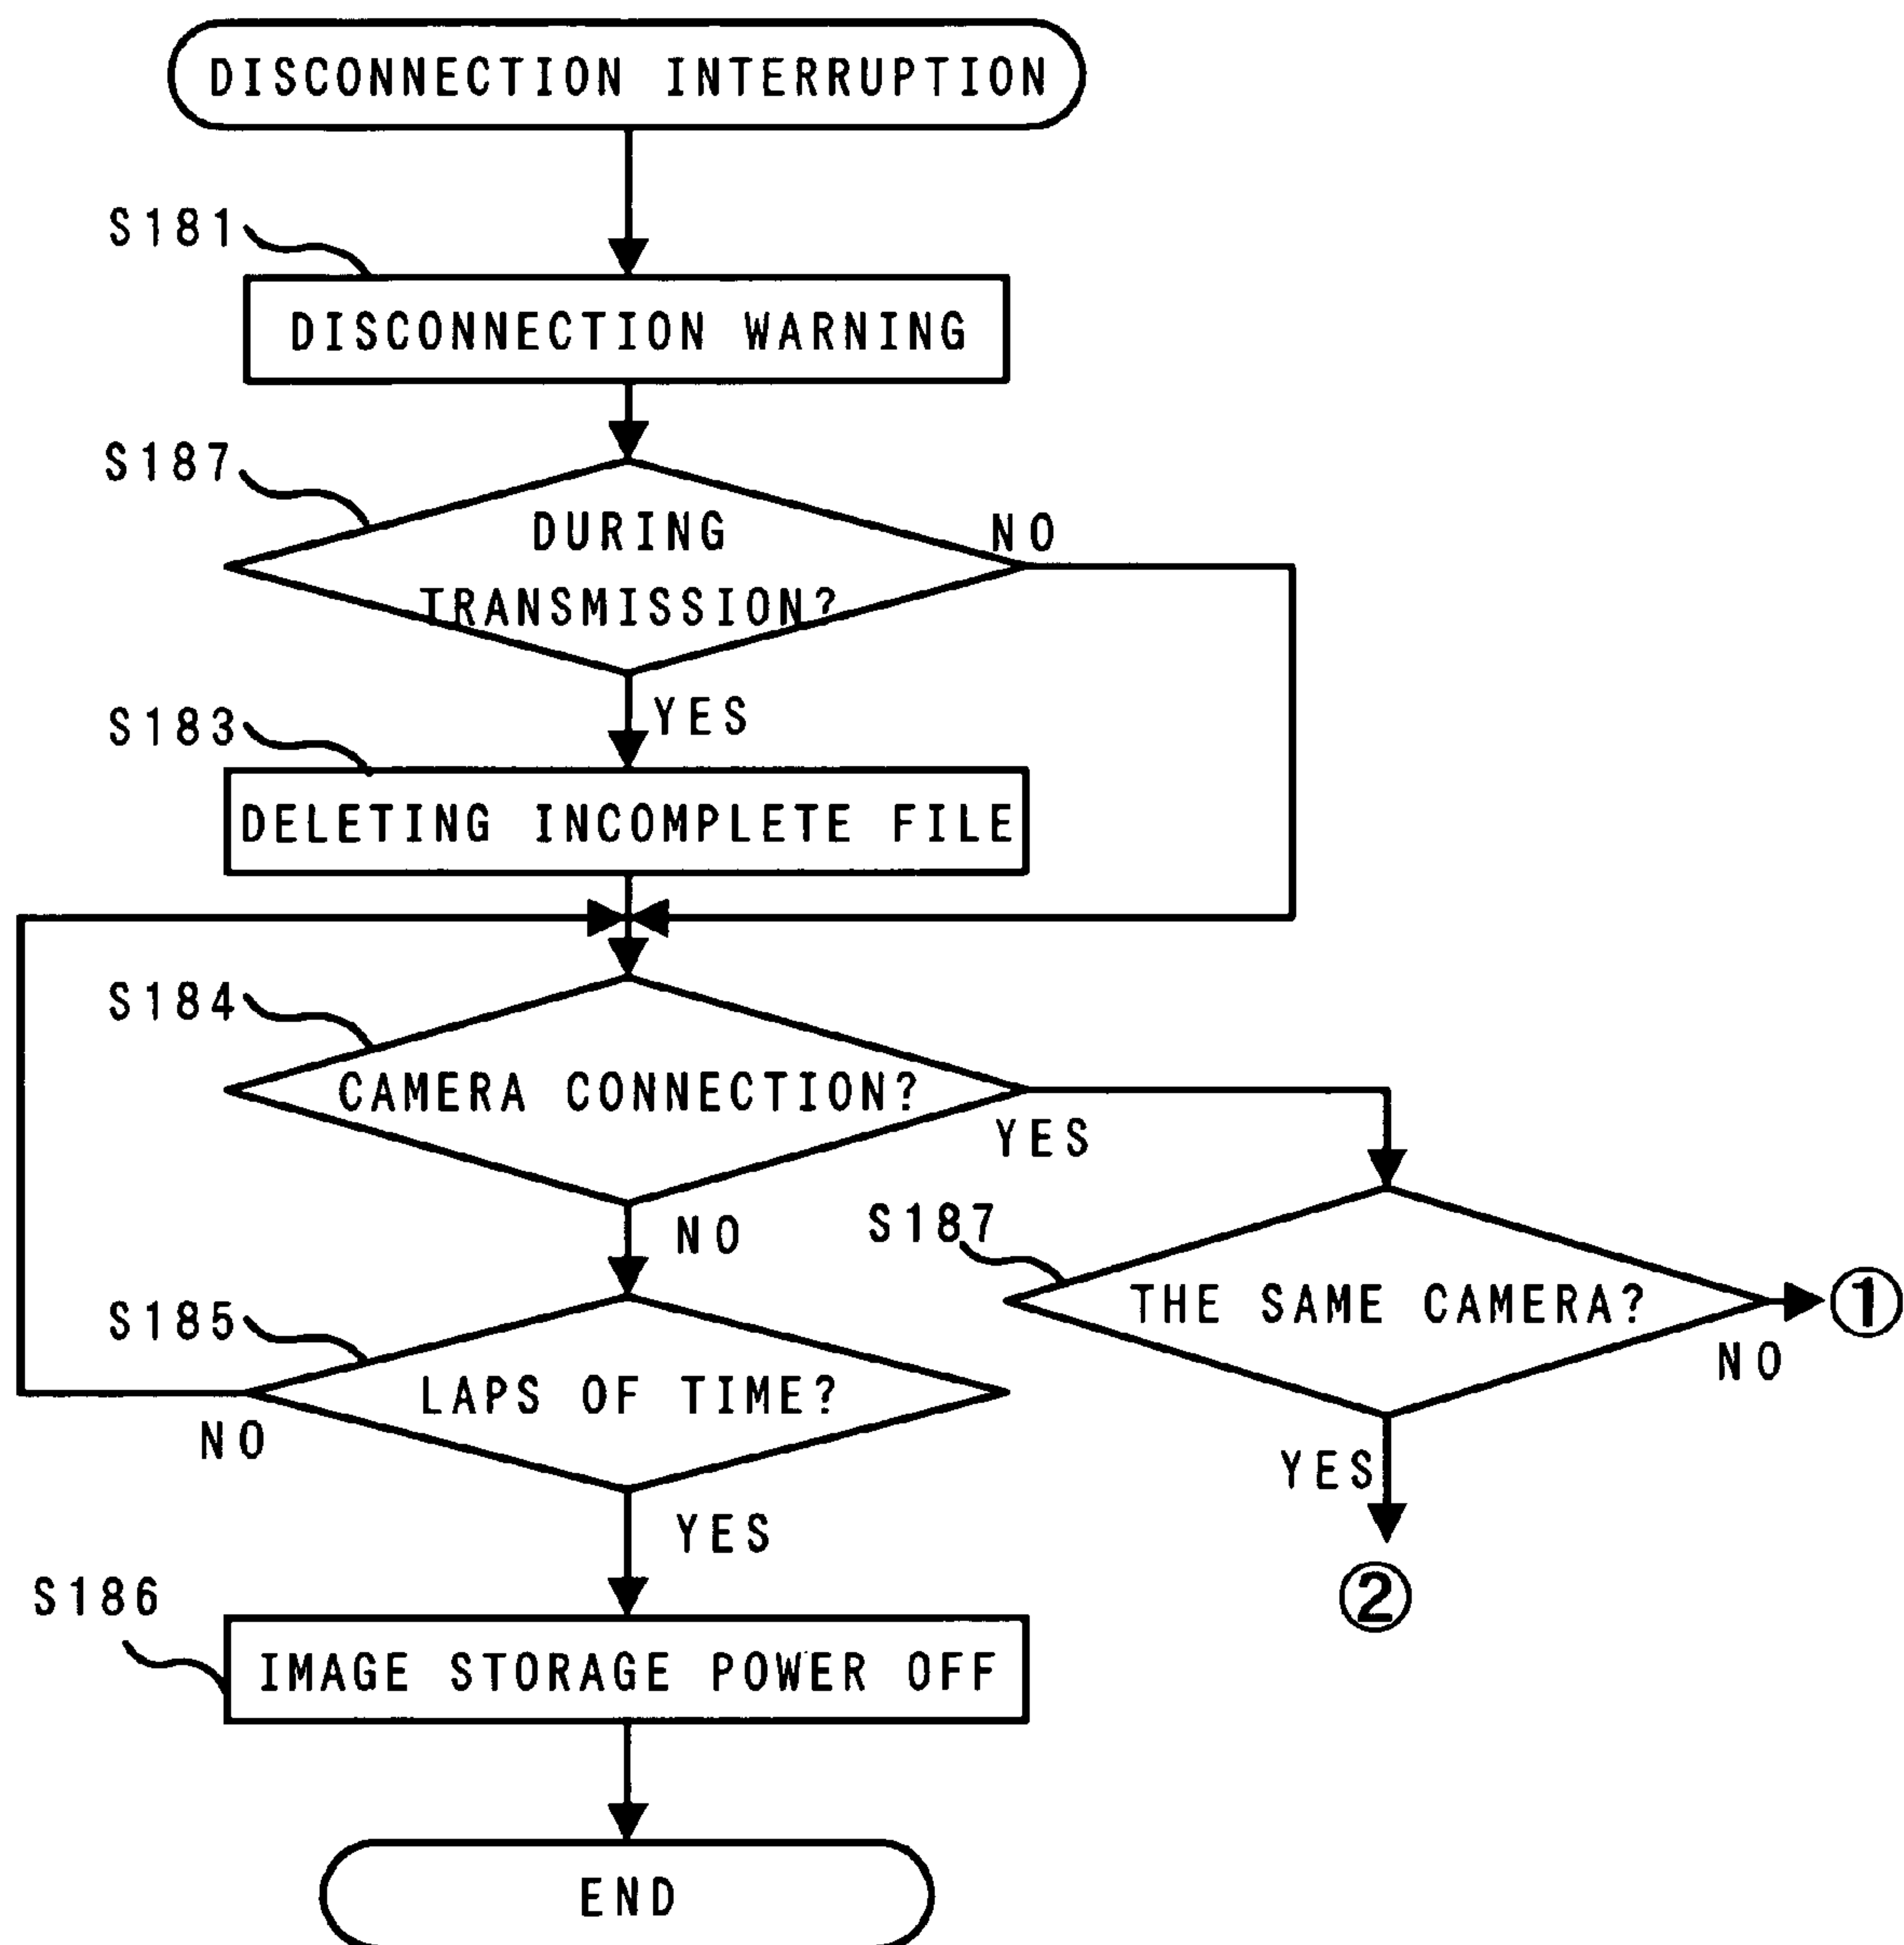 DISCONNECTION INTERRUPTION
S181
DISCONNECTION WARNING
S187
DURING
NO
TRANSMISSION?
YES
S183
DELETING INCOMPLETE FILE
S184
CAMERA CONNECTION?
YES
NO
S187
THE SAME CAMERA?
①
NO
S185
LAPS OF TIME?
NO
YES
YES
②
S186
IMAGE STORAGE POWER OFF
END